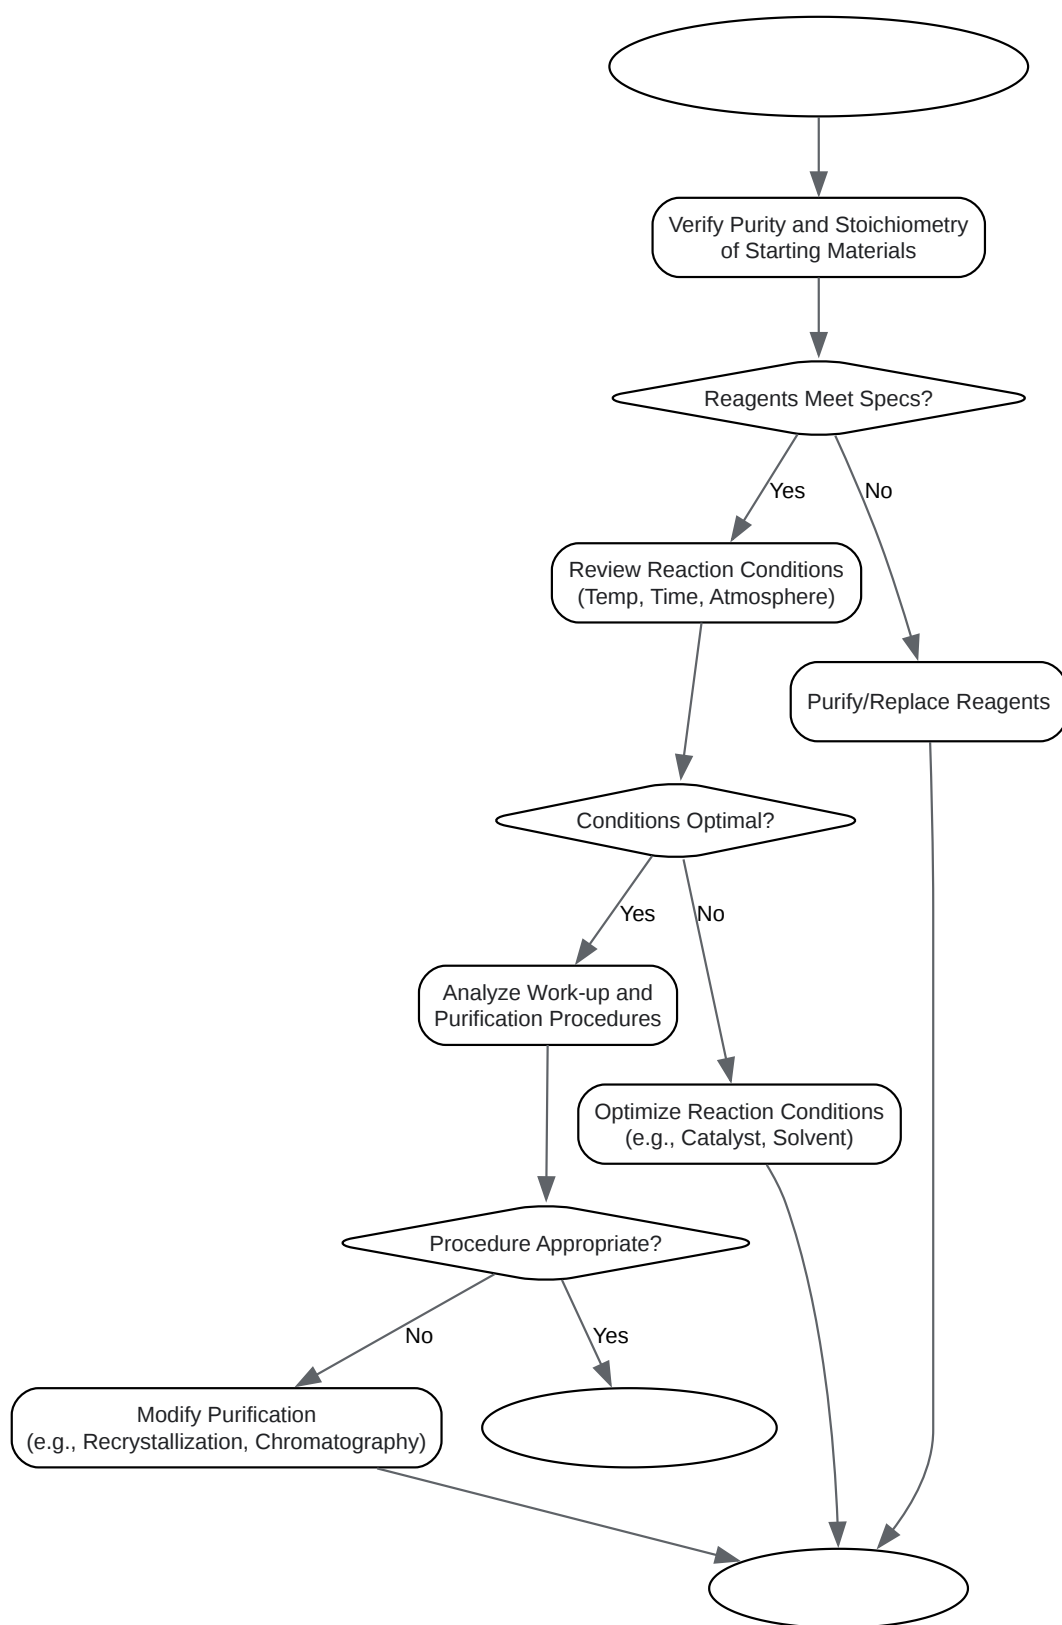 Verify Purity and Stoichiometry
of Starting Materials
Reagents Meet Specs?
Yes
No
Review Reaction Conditions
(Temp, Time, Atmosphere)
Purify/Replace Reagents
Conditions Optimal?
Yes
No
Analyze Work-up and
Purification Procedures
Optimize Reaction Conditions
(e.g., Catalyst, Solvent)
Procedure Appropriate?
No
Yes
Modify Purification
(e.g., Recrystallization, Chromatography)